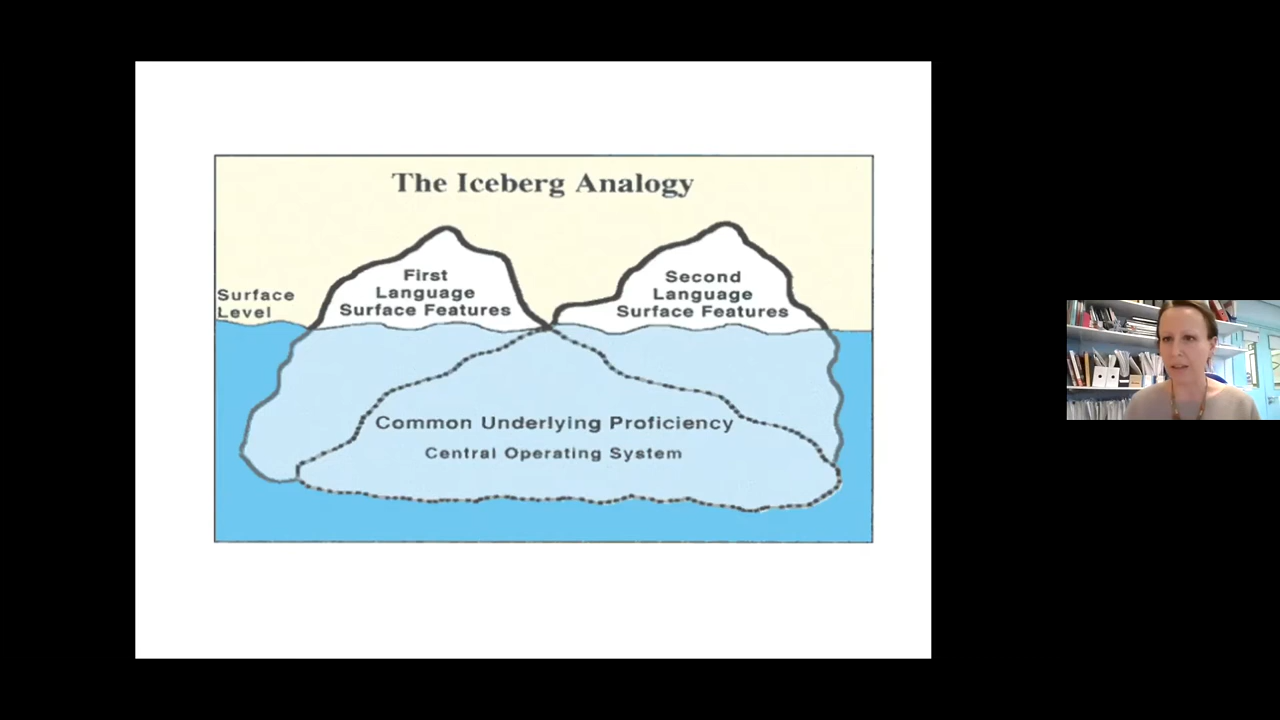 The Iceberg Analogy
Surface
Level
First
Language
Surface Features
Second
Language
Surface Features
Common Underlying Proficiency
Central Operating System